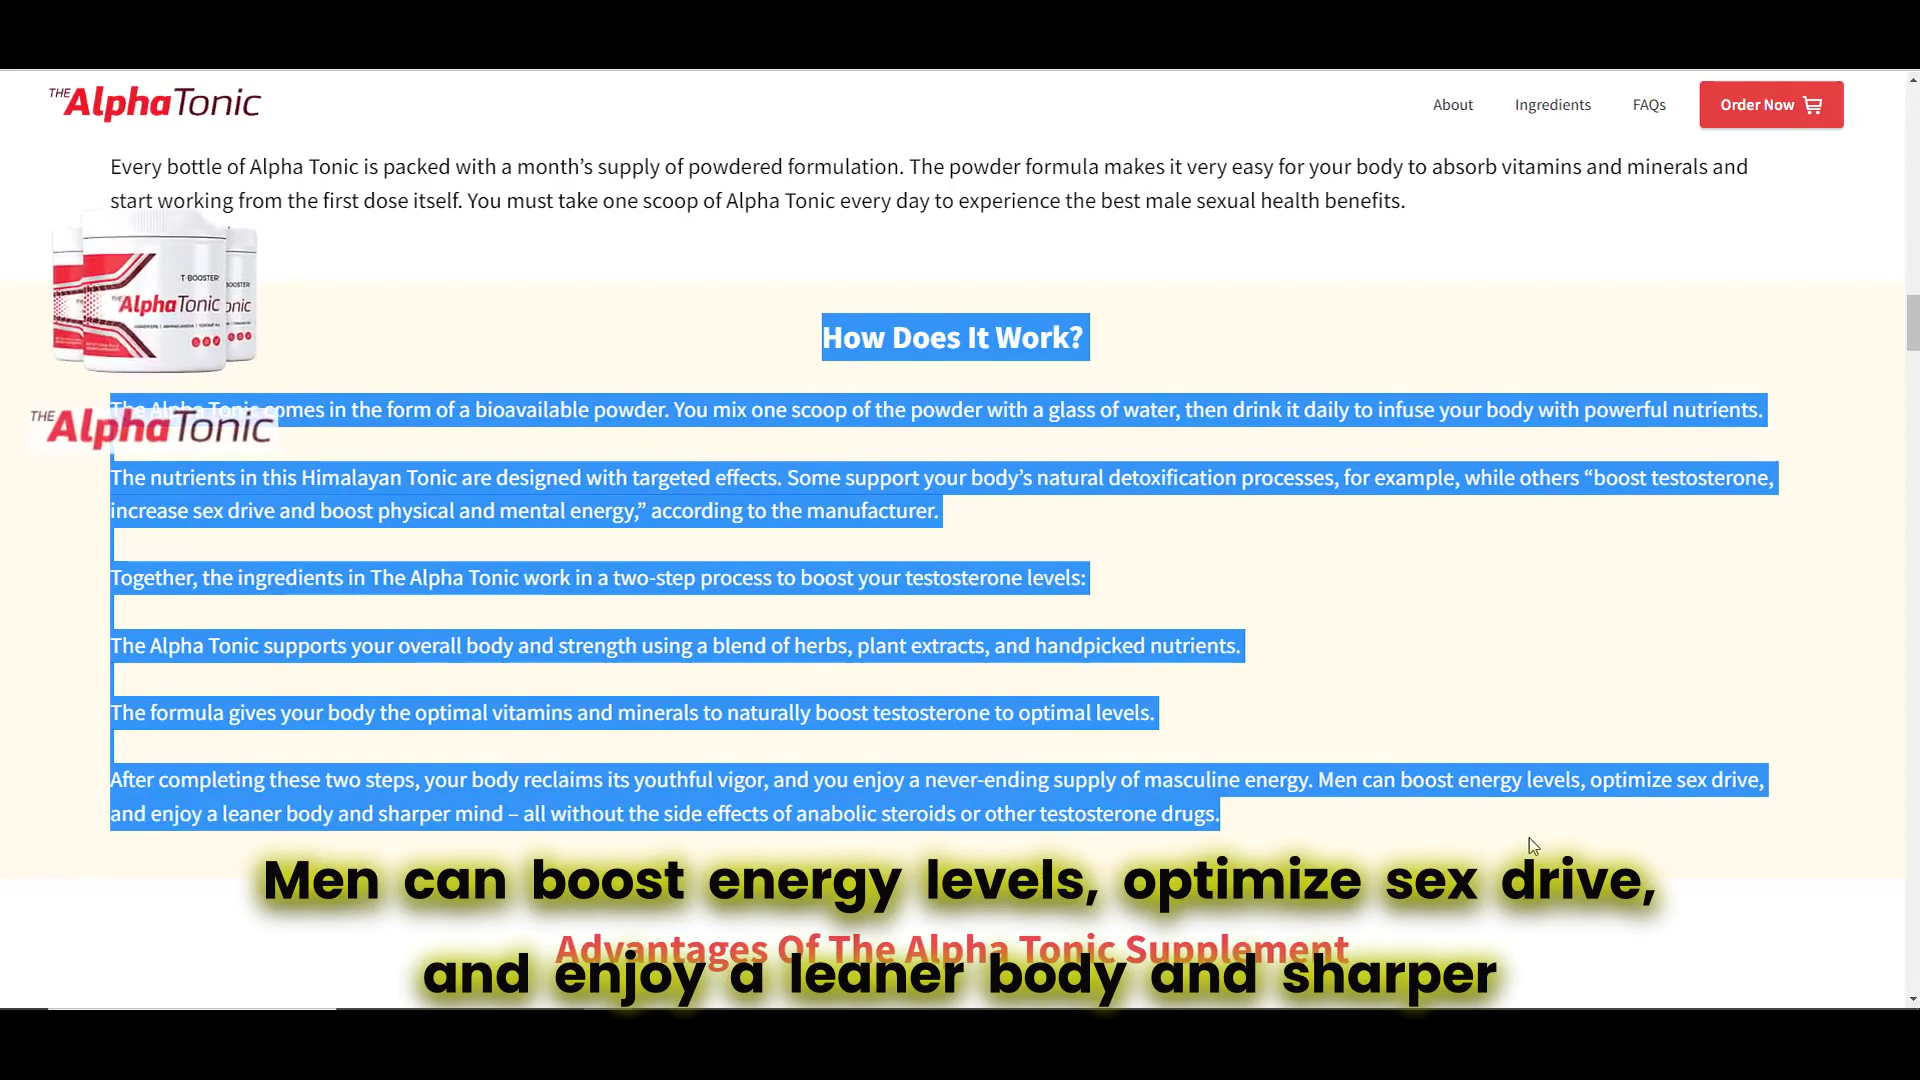 THE AlphaTonic
About
Ingredients
FAQs
Order Now
Every bottle of Alpha Tonic is packed with a month’s supply of powdered formulation. The powder formula makes it very easy for your body to absorb vitamins and minerals and
start working from the first dose itself. You must take one scoop of Alpha Tonic every day to experience the best male sexual health benefits.
T-BOOSTER
BOOSTER
THE AlphaTonic
onic
How Does It Work?
The Alpha Tonic comes in the form of a bioavailable powder. You mix one scoop of the powder with a glass of water, then drink it daily to infuse your body with powerful nutrients.
THE AlphaTonic
The nutrients in this Himalayan Tonic are designed with targeted effects. Some support your body’s natural detoxification processes, for example, while others “boost testosterone,
increase sex drive and boost physical and mental energy,” according to the manufacturer.
Together, the ingredients in The Alpha Tonic work in a two-step process to boost your testosterone levels:
The Alpha Tonic supports your overall body and strength using a blend of herbs, plant extracts, and handpicked nutrients.
The formula gives your body the optimal vitamins and minerals to naturally boost testosterone to optimal levels.
After completing these two steps, your body reclaims its youthful vigor, and you enjoy a never-ending supply of masculine energy. Men can boost energy levels, optimize sex drive,
and enjoy a leaner body and sharper mind – all without the side effects of anabolic steroids or other testosterone drugs.
Men can boost energy levels, optimize sex drive,
Advantages Of The Alpha Tonic Supplement
and enjoy a leaner body and sharper